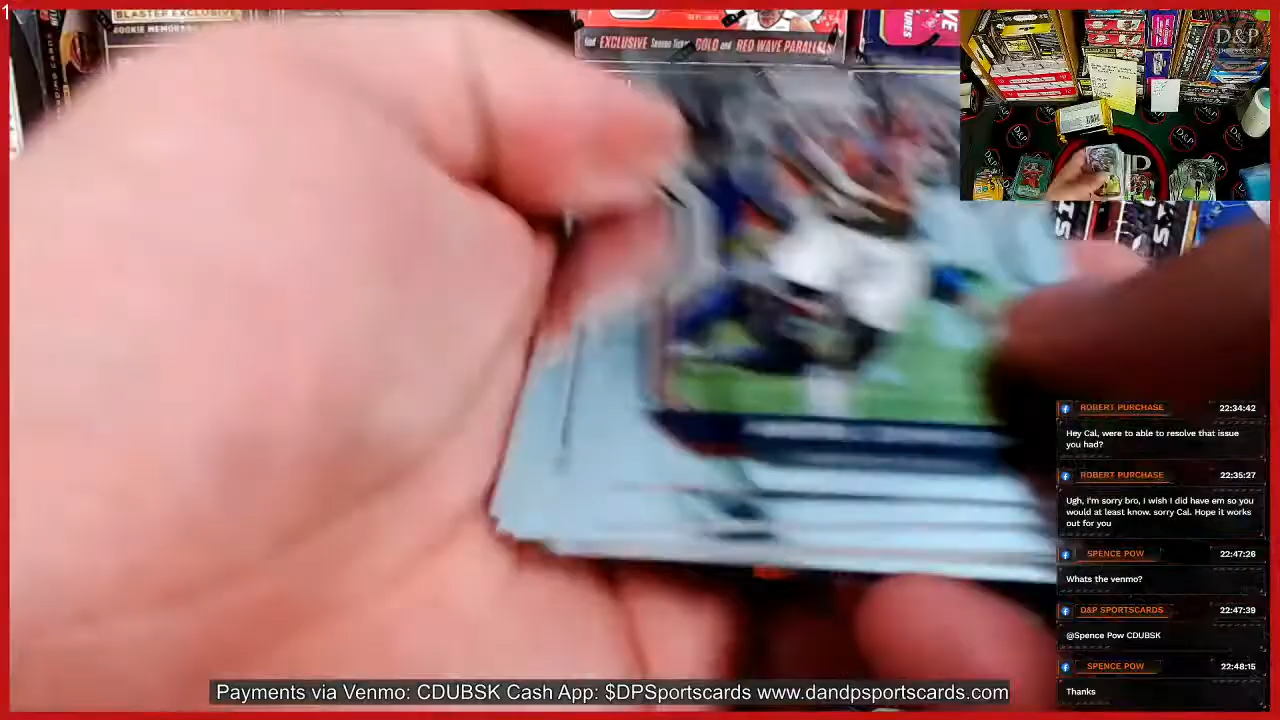 1
BLASTER EXCLUSIVE
ROOKIE MEMORA
Find EXCLUSIVE Season Ticket GOLD and RED WAVE PARALLELS
D&P
ROBERT PURCHASE 22:34:42
Hey Cal, were to able to resolve that issue
you had?
ROBERT PURCHASE 22:35:27
Ugh, i'm sorry bro, I wish I did have em so you
would at least know. sorry Cal. Hope it works
out for you
SPENCE POW 22:47:26
Whats the venmo?
D&P SPORTSCARDS 22:47:39
@Spence Pow CDUBSK
SPENCE POW 22:48:15
Thanks
Payments via Venmo: CDUBSK Cash App: $DPSportscards www.dandpsportscards.com